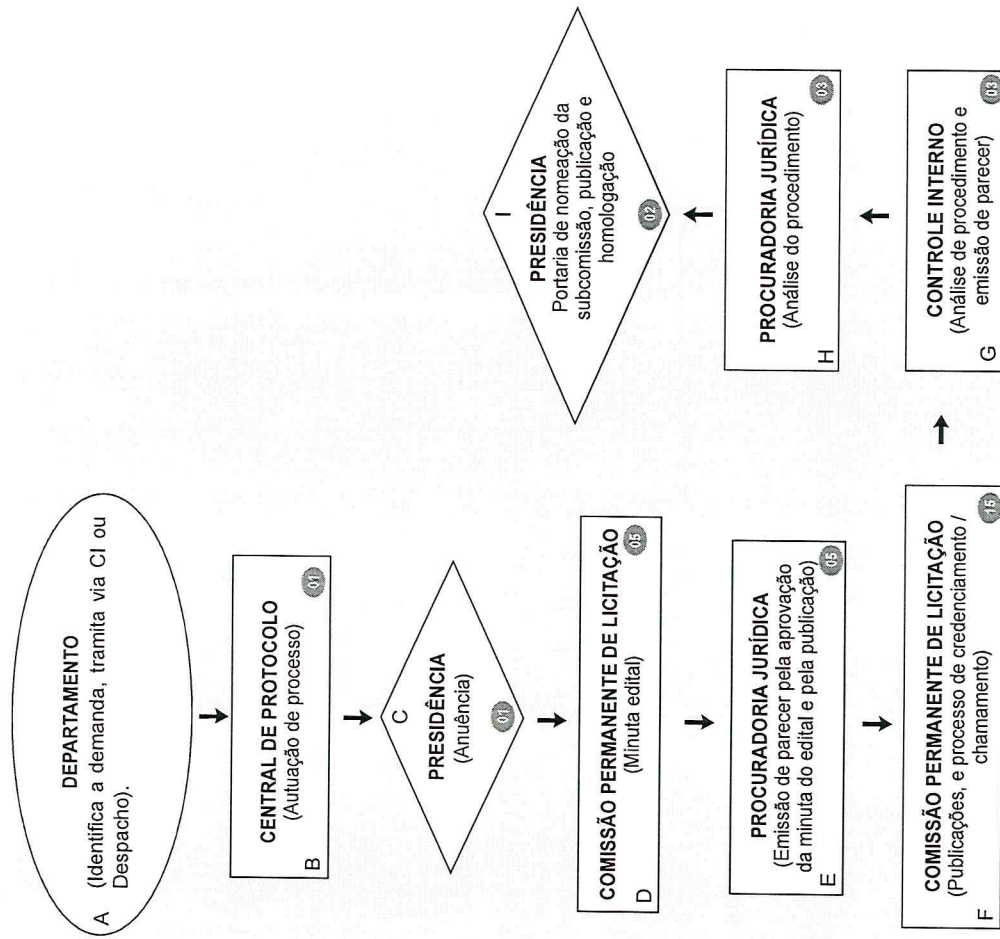 DEPARTAMENTO
A (Identifica a demanda, tramita via CI ou
Despacho).
CENTRAL DE PROTOCOLO
(Autuação de processo)
B
01
C
PRESIDÊNCIA
(Anuência)
01
COMISSÃO PERMANENTE DE LICITAÇÃO
(Minuta edital)
D
05
PROCURADORIA JURÍDICA
(Emissão de parecer pela aprovação
da minuta do edital e pela publicação)
E
05
COMISSÃO PERMANENTE DE LICITAÇÃO
(Publicações, e processo de credenciamento /
chamamento)
F
15
CONTROLE INTERNO
(Análise de procedimento e
emissão de parecer)
G
03
PROCURADORIA JURÍDICA
(Análise do procedimento)
H
03
I
PRESIDÊNCIA
Portaria de nomeação da
subcomissão, publicação e
homologação
02